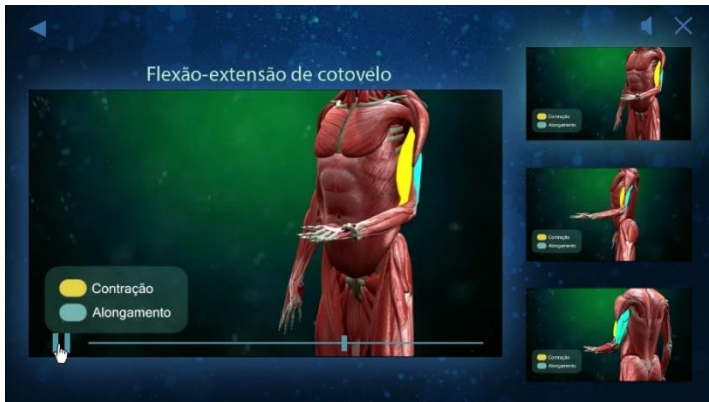 Flexão-extensão de cotovelo
Contração
Alongamento
Contração
Alongamento
Contração
Alongamento
Contração
Alongamento